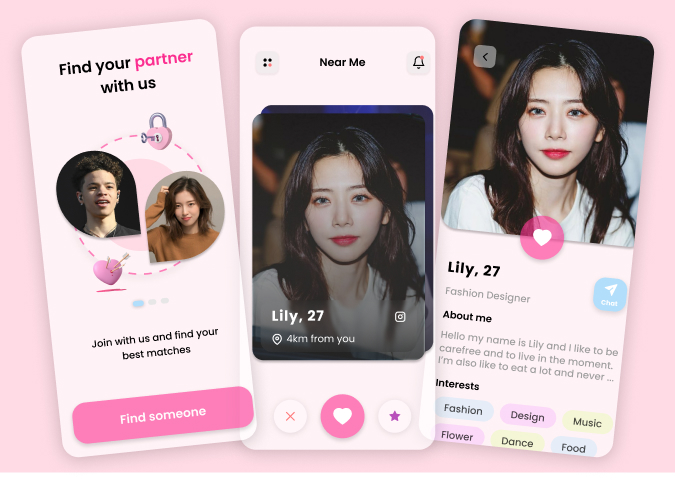 Find your partner
with us
Join with us and find your
best matches
Find someone
Near Me
Lily, 27
4km from you
Lily, 27
Fashion Designer
Chat
About me
Hello my name is Lily and I like to be
carefree and to live in the moment.
I'm also like to eat a lot and never ...
Interests
Fashion
Design
Music
Flower
Dance
Food